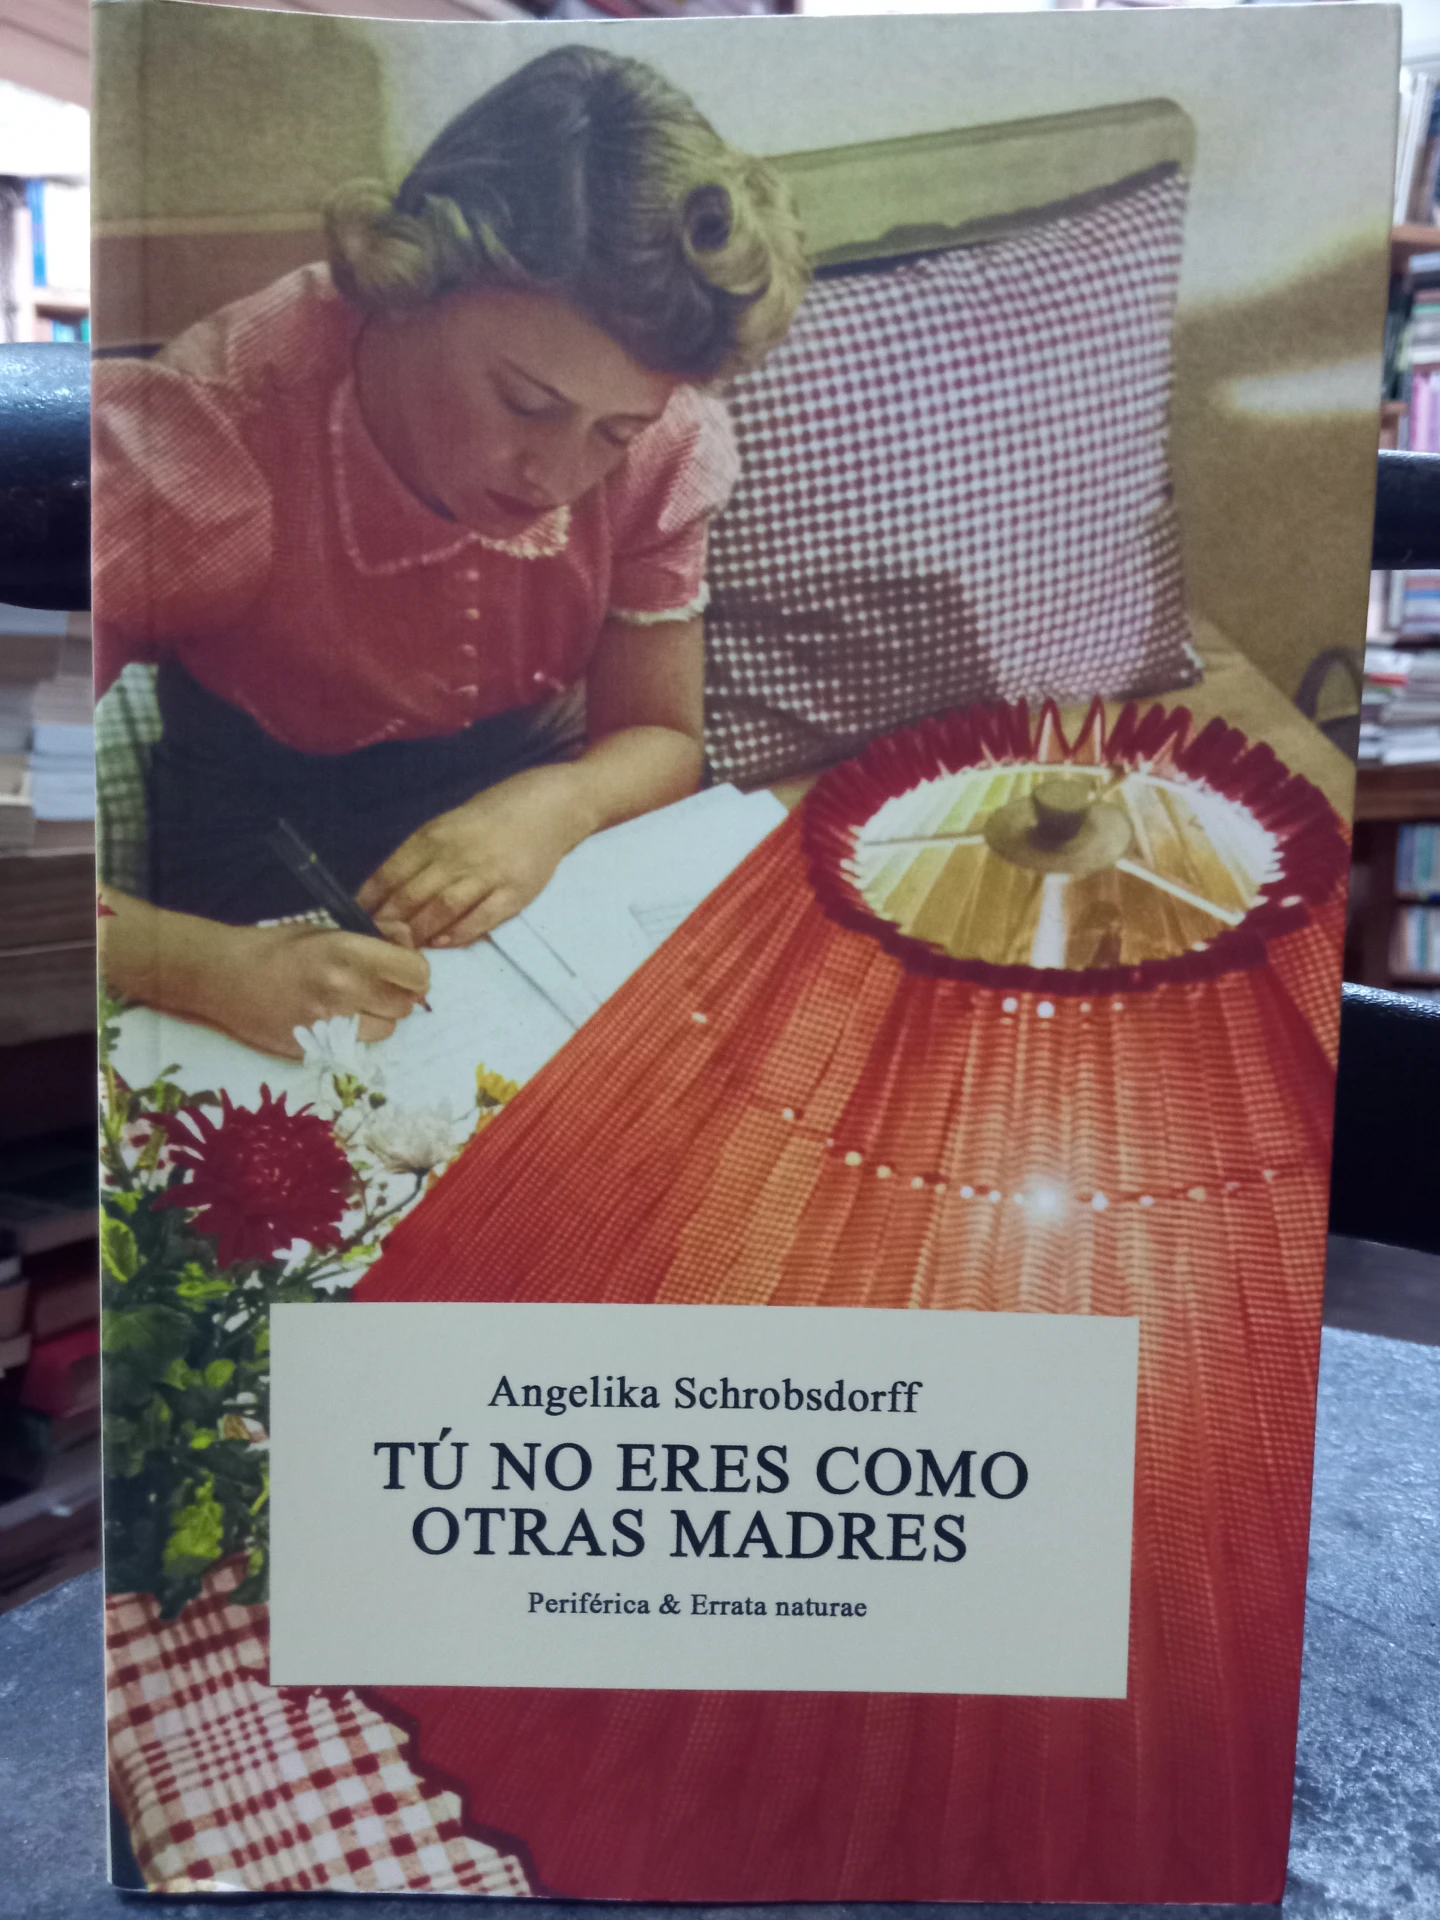 Angelika Schrobsdorff
TÚ NO ERES COMO
OTRAS MADRES
Periférica & Errata naturae